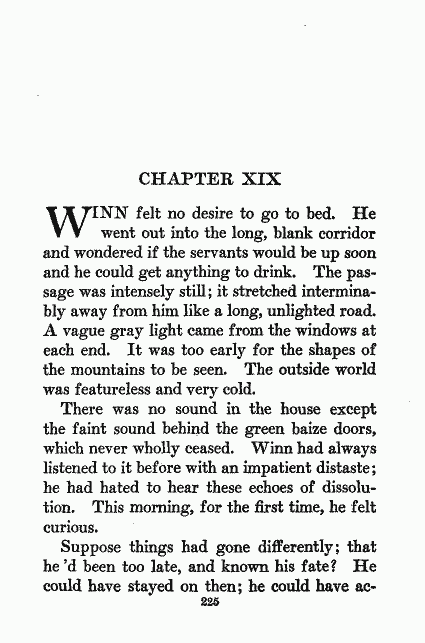 CHAPTER XIX
WINN felt no desire to go to bed. He
went out into the long, blank corridor
and wondered if the servants would be up soon
and he could get anything to drink. The pas-
sage was intensely still; it stretched intermina-
bly away from him like a long, unlighted road.
A vague gray light came from the windows at
each end. It was too early for the shapes of
the mountains to be seen. The outside world
was featureless and very cold.
There was no sound in the house except
the faint sound behind the green baize doors,
which never wholly ceased. Winn had always
listened to it before with an impatient distaste;
he had hated to hear these echoes of dissolu-
tion. This morning, for the first time, he felt
curious.
Suppose things had gone differently; that
he 'd been too late, and known his fate? He
could have stayed on then; he could have ac-
225